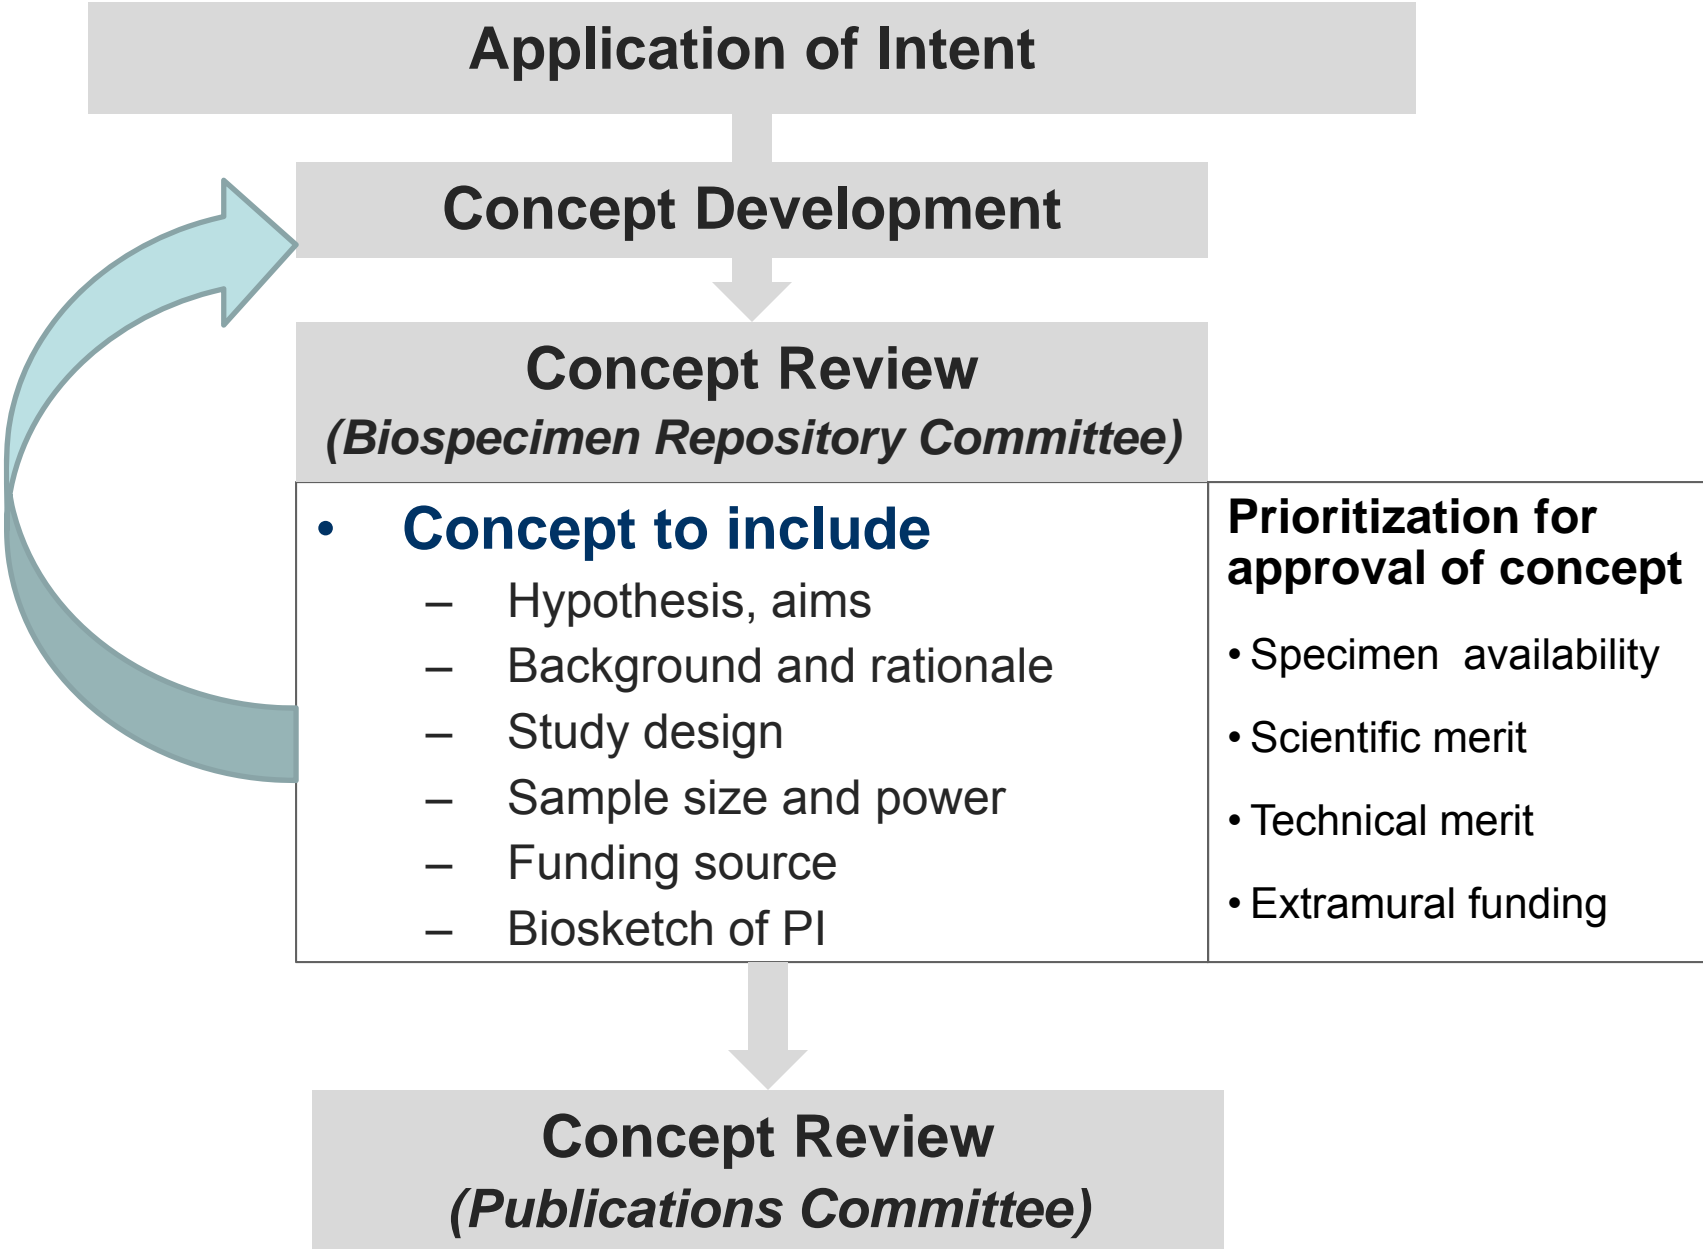 Application of Intent
Concept Development
Concept Review
(Biospecimen Repository Committee)
• Concept to include
– Hypothesis, aims
– Background and rationale
– Study design
– Sample size and power
– Funding source
– Biosketch of PI
Prioritization for
approval of concept
• Specimen availability
• Scientific merit
• Technical merit
• Extramural funding
Concept Review
(Publications Committee)